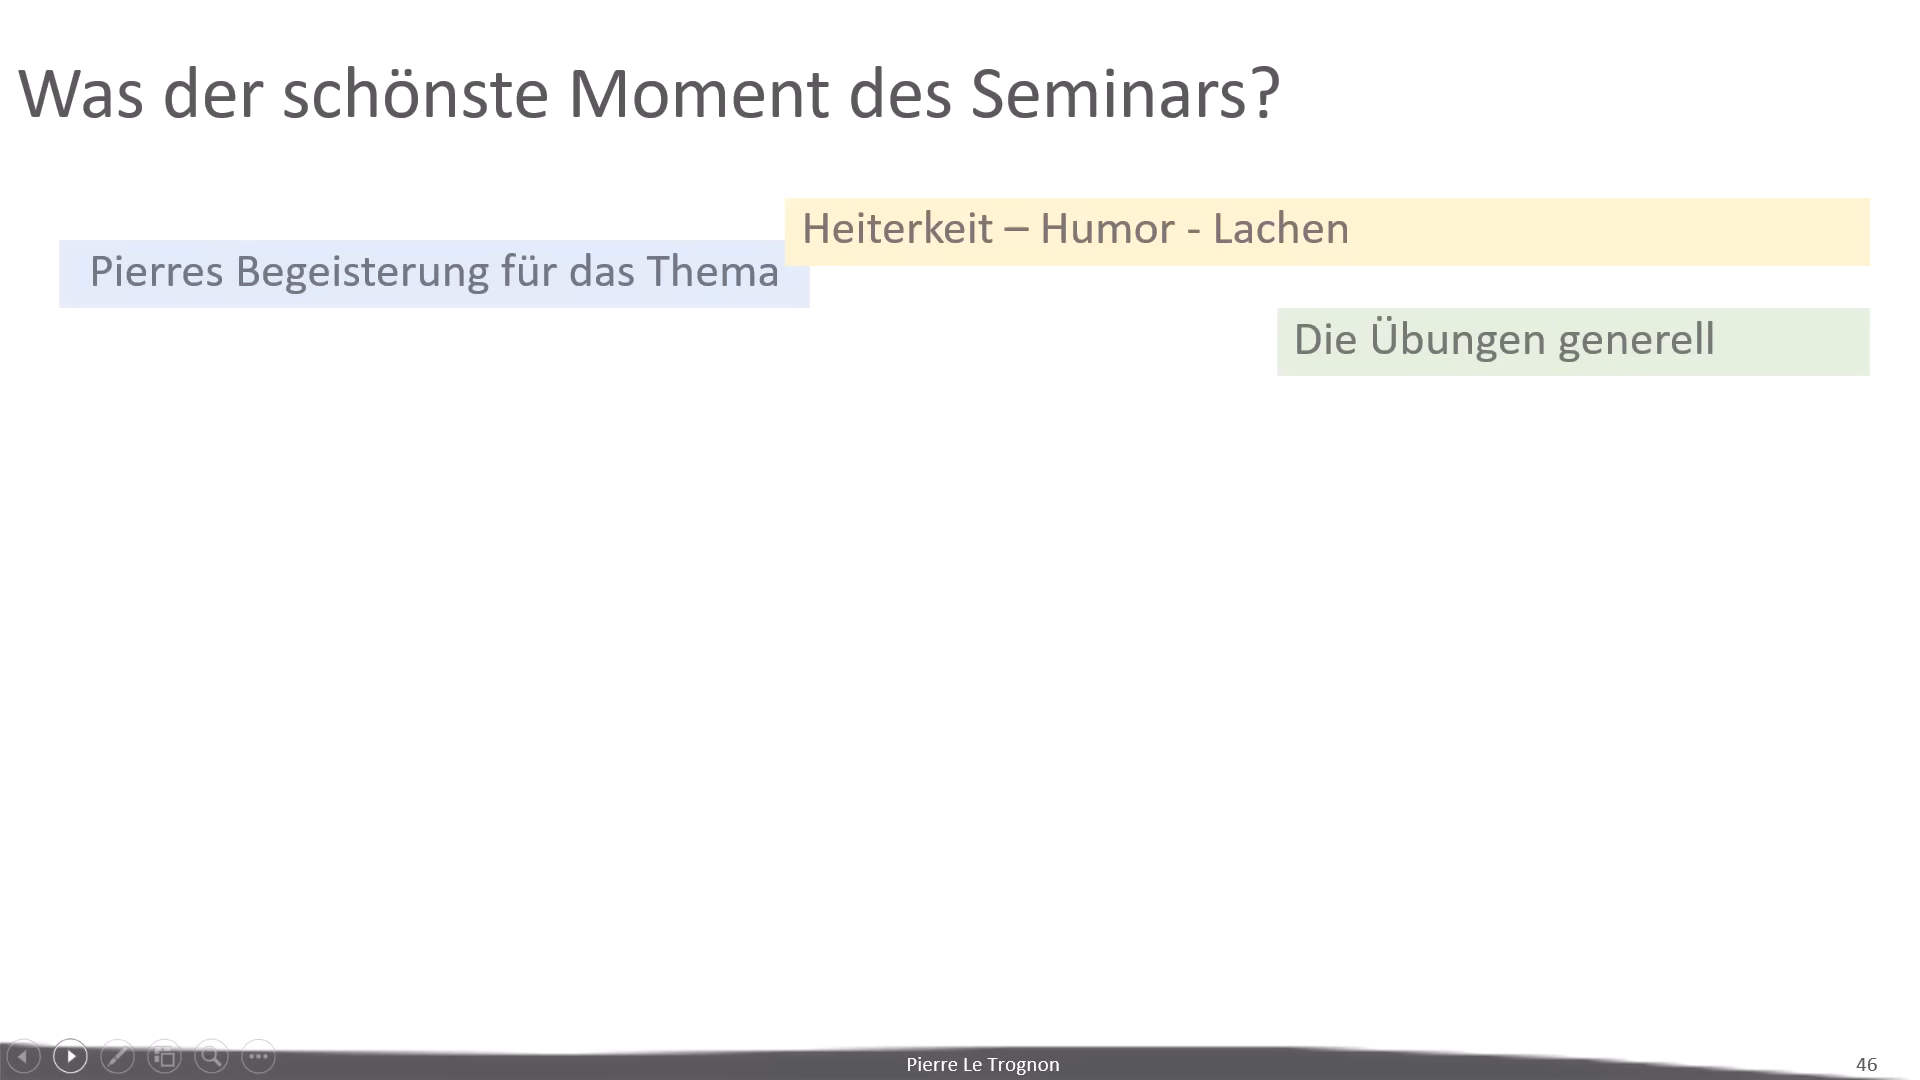 Was der schönste Moment des Seminars?
Heiterkeit – Humor - Lachen
Pierres Begeisterung für das Thema
Die Übungen generell
Pierre Le Trognon
46